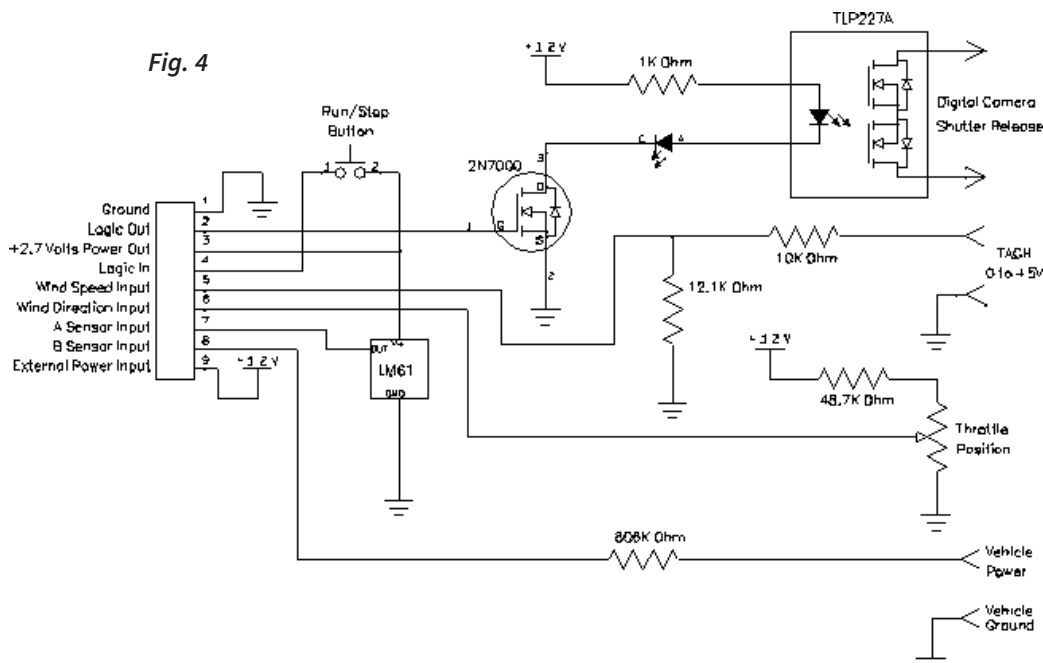 Fig. 4
TLP227A
+12V
1K Ohm
Digital Camera
Shutter Release
Run/Stop
Button
1
2
C
A
3
2N7000
D
G
S
1
2
Ground
1
Logic Out
2
+2.7 Volts Power Out
3
Logic In
4
Wind Speed Input
5
Wind Direction Input
6
A Sensor Input
7
B Sensor Input
8
External Power Input
9
+12V
OUT
V+
LM61
GND
10K Ohm
TACH
0 to +5V
12.1K Ohm
+12V
48.7K Ohm
Throttle
Position
Ohm
Vehicle
Power
Vehicle
Ground